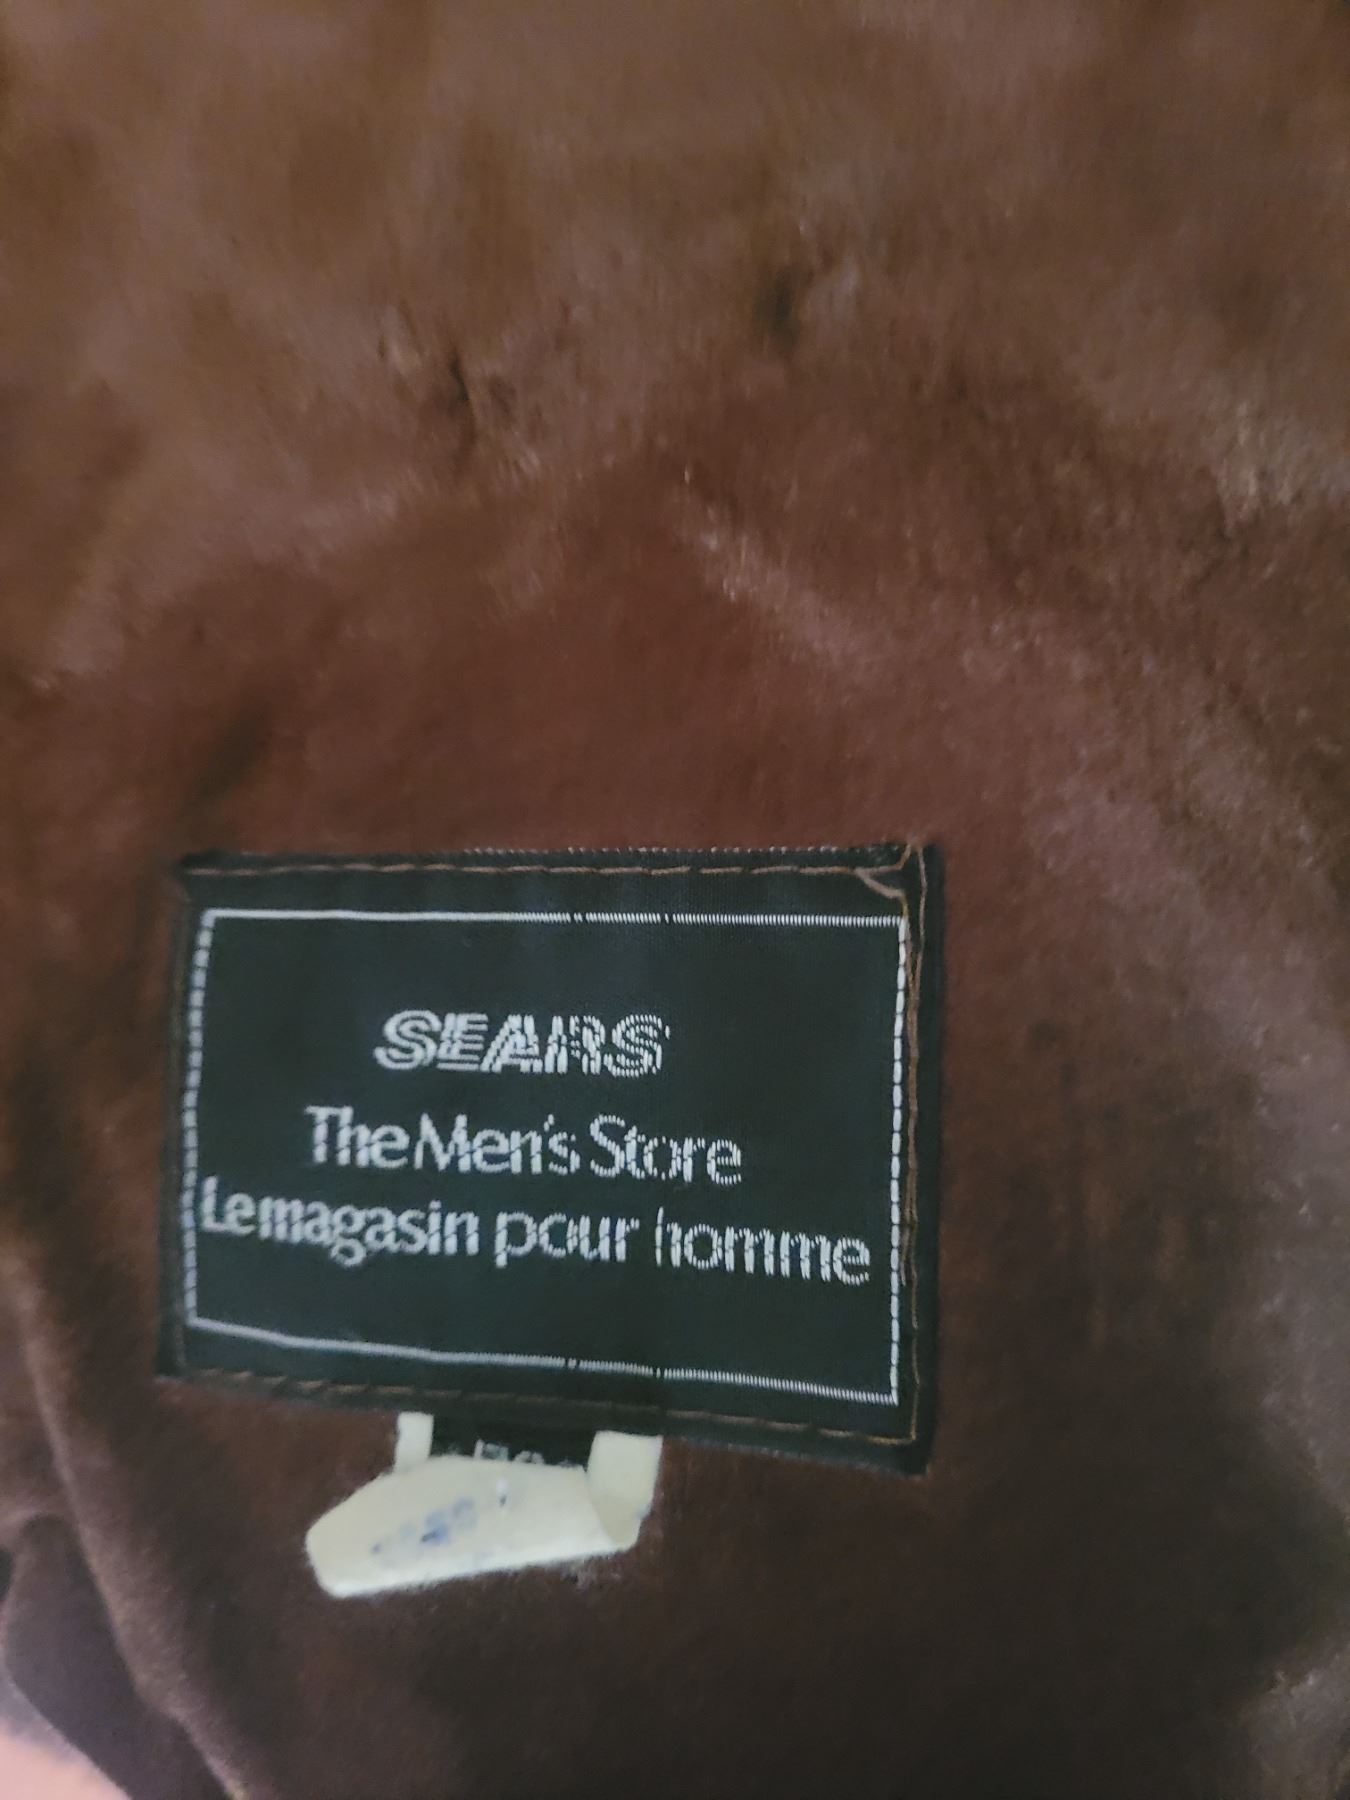 SEARS
The Men's Store
Le magasin pour homme